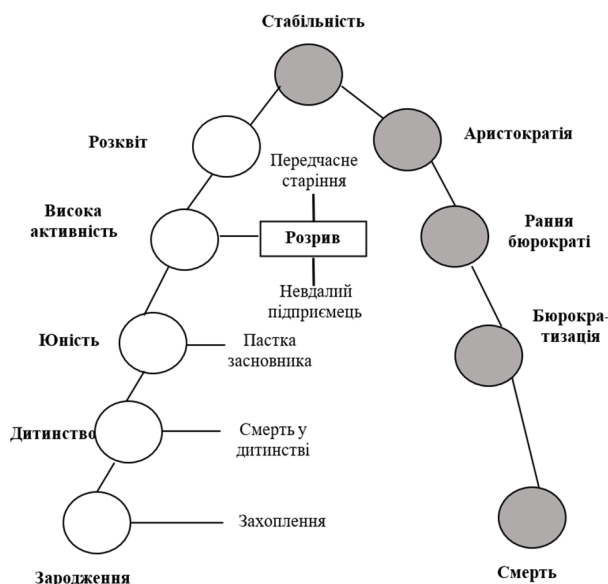 Стабільність
Розквіт
Аристократія
Передчасне
старіння
Висока
активність
Розрив
Рання
бюрократі
Невдалий
підприємець
Юність
Пастка
засновника
Бюрокра-
тизація
Дитинство
Смерть у
дитинстві
Захоплення
Зародження
Смерть